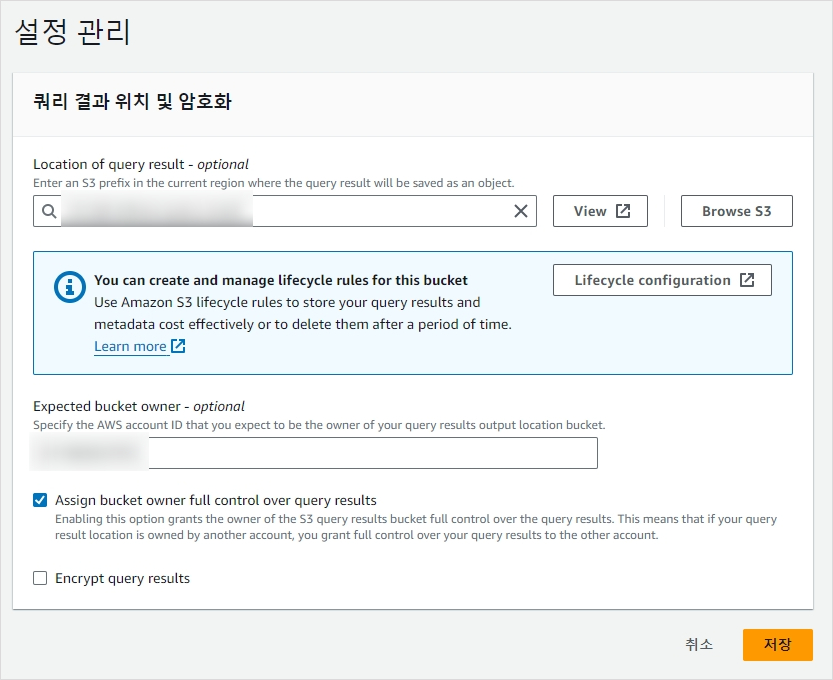 설정 관리
쿼리 결과 위치 및 암호화
Location of query result - optional
Enter an S3 prefix in the current region where the query result will be saved as an object.
View
Browse S3
You can create and manage lifecycle rules for this bucket
Lifecycle configuration
Use Amazon S3 lifecycle rules to store your query results and
metadata cost effectively or to delete them after a period of time.
Learn more
Expected bucket owner - optional
Specify the AWS account ID that you expect to be the owner of your query results output location bucket.
Assign bucket owner full control over query results
Enabling this option grants the owner of the S3 query results bucket full control over the query results. This means that if your query
result location is owned by another account, you grant full control over your query results to the other account.
Encrypt query results
취소
저장